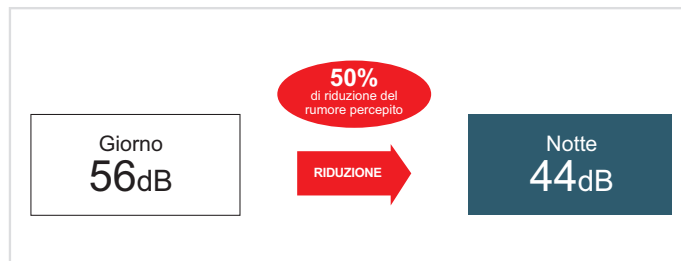 50%
di riduzione del
rumore percepito
Giorno
56dB
RIDUZIONE
Notte
44dB